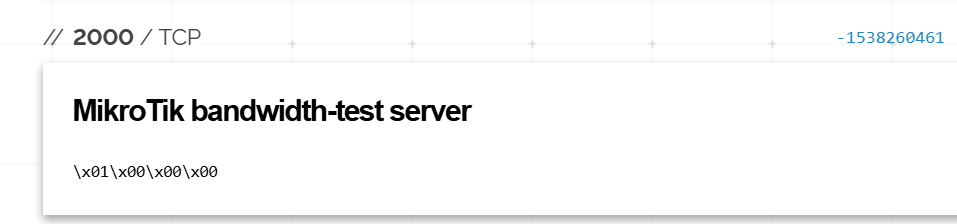 // 2000 / TCP -1538260461
MikroTik bandwidth-test server
\x01\x00\x00\x00